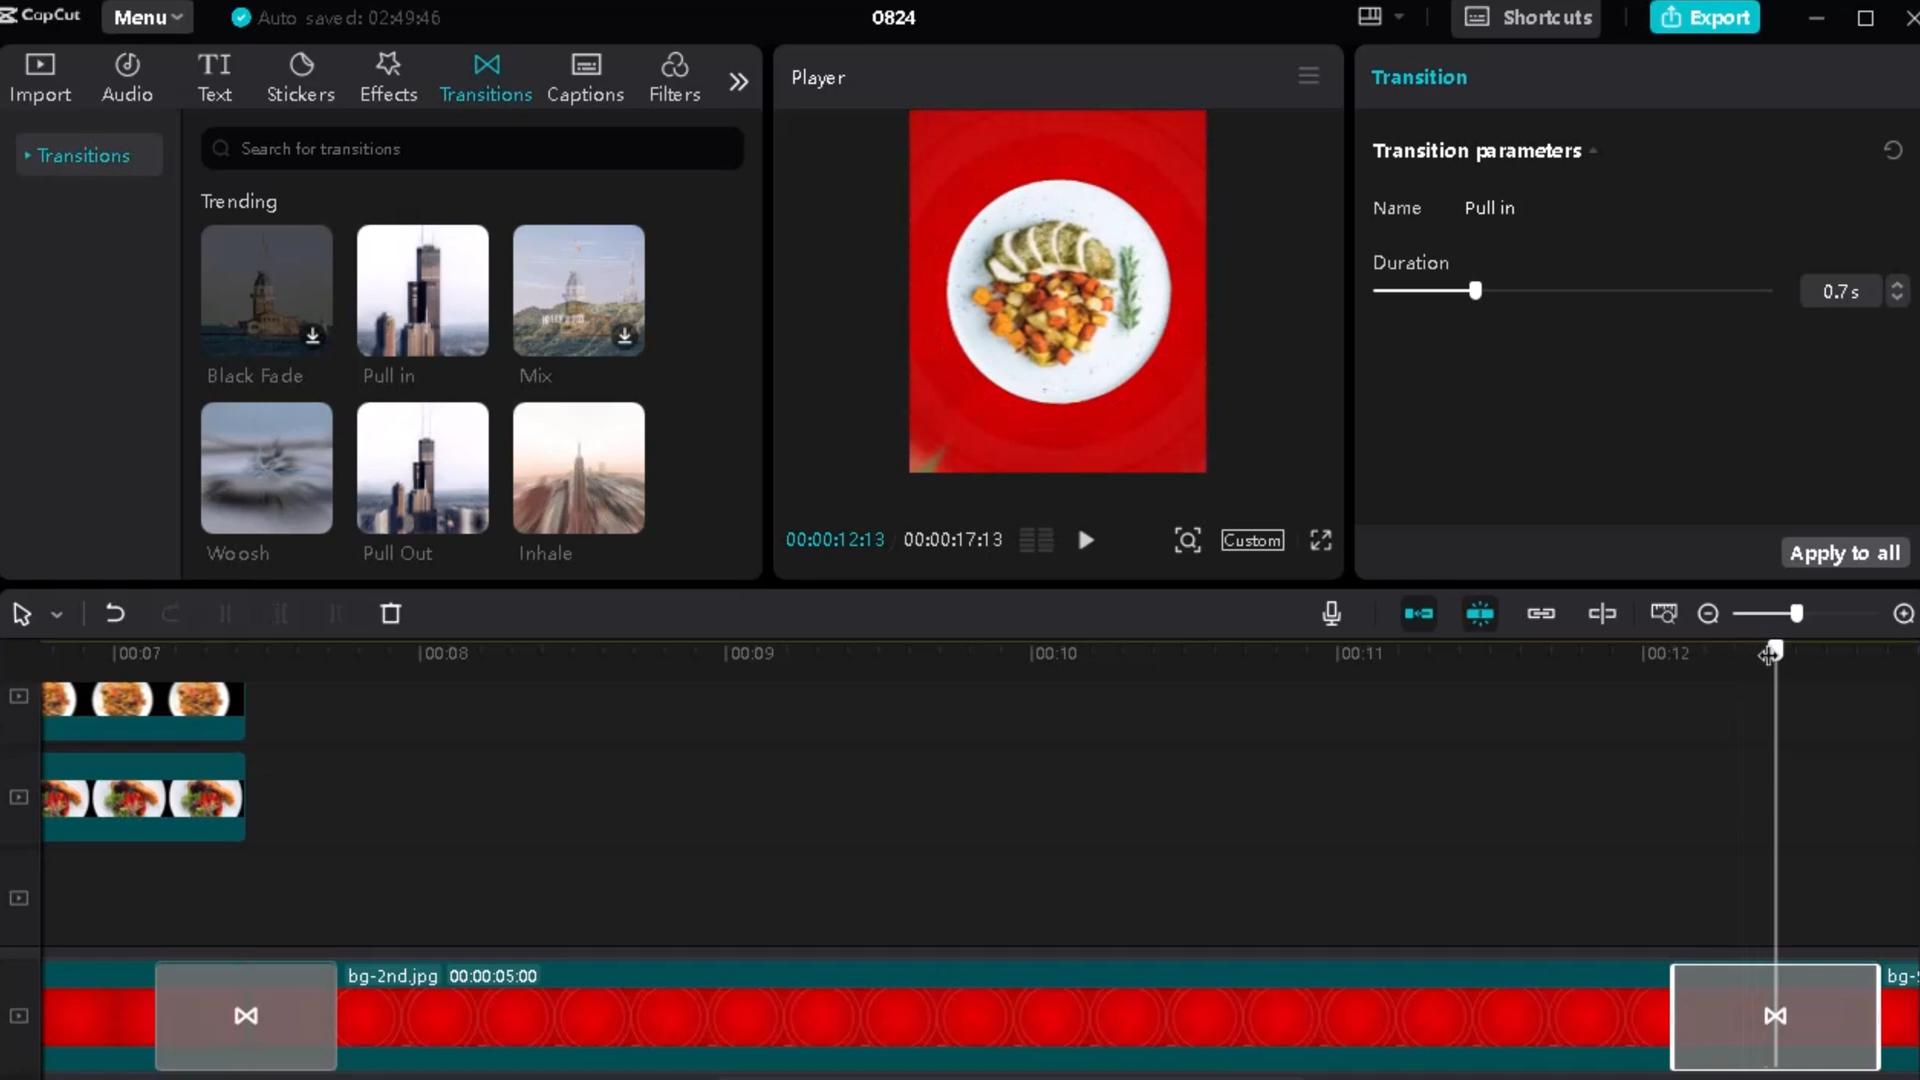 CapCut
Menu
Auto saved: 02:49:46
0824
Shortcuts
Export
Import
Audio
TI
Text
Stickers
Effects
Transitions
Captions
Filters
Transitions
Search for transitions
Trending
Black Fade
Pull in
Mix
Woosh
Pull Out
Inhale
Player
00:00:12:13
00:00:17:13
Custom
Transition
Transition parameters
Name Pull in
Duration
0.7s
Apply to all
00:07
00:08
00:09
00:10
00:11
00:12
bg-2nd.jpg 00:00:05:00